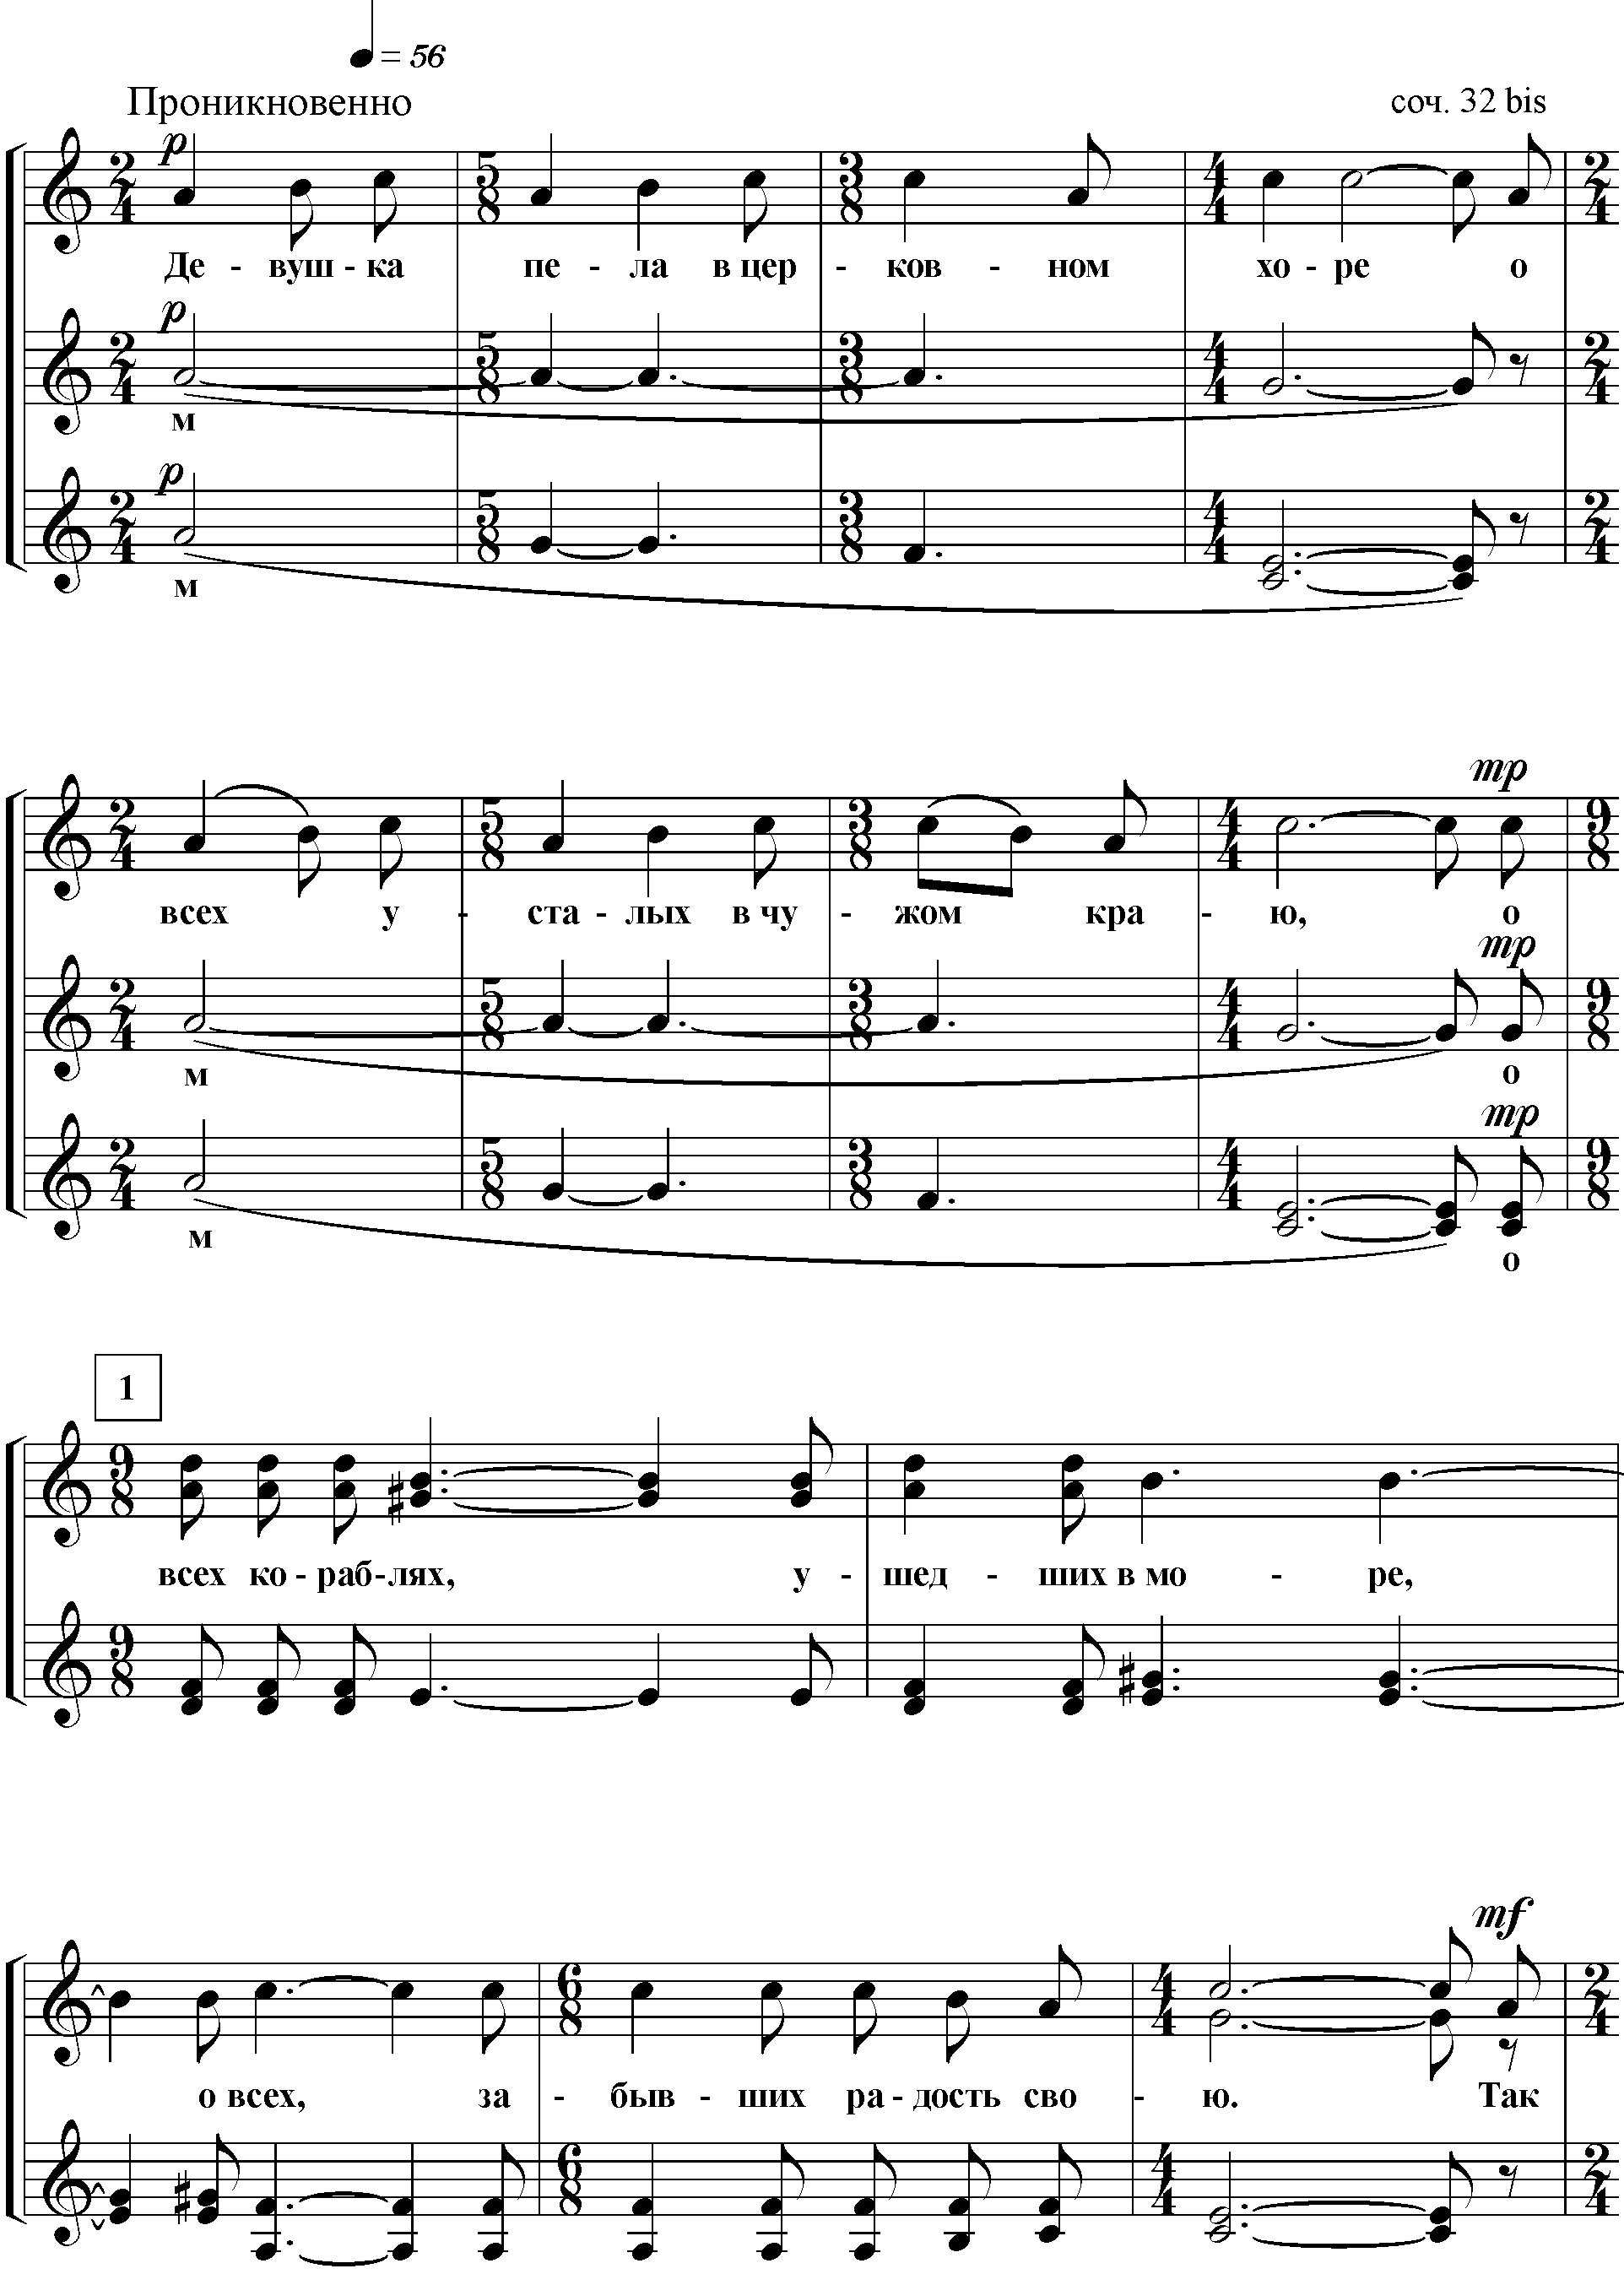 = 56
Проникновенно
соч. 32 bis
p
Де - вуш - ка пе - ла в цер - ков - ном хо - ре о
p
м
p
м
mp
всех у - ста - лых в чу - жом кра - ю, о
mp
м о
mp
м
о
1
всех ко - раб - лях, у - шед - ших в мо - ре,
mf
о всех, за - быв - ших ра - дость сво - ю. Так